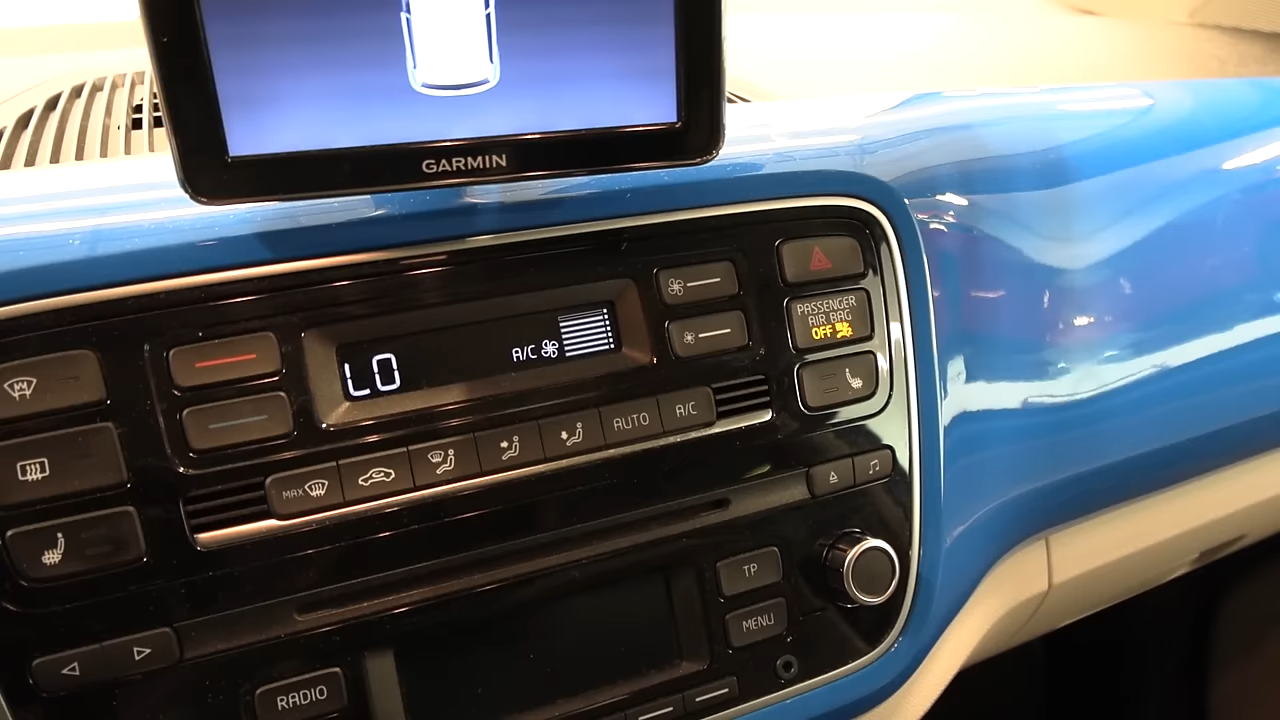 GARMIN
PASSENGER
AIR BAG
OFF
LO
A/C
MAX
AUTO
A/C
TP
MENU
RADIO